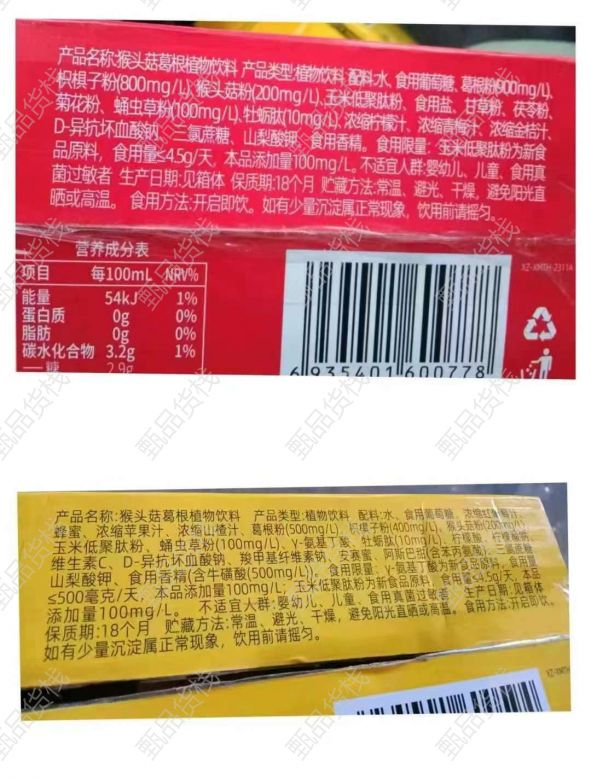 产品名称:猴头菇葛根植物饮料 产品类型:植物饮料 配料:水、食用葡萄糖、葛根粉(900mg/L)、
枳椇子粉(800mg/L)、猴头菇粉(200mg/L)、玉米低聚肽粉、食用盐、甘草粉、茯苓粉、
菊花粉、蛹虫草粉(100mg/L)、牡蛎肽(10mg/L)、浓缩柠檬汁、浓缩青梅汁、浓缩金桔汁、
D-异抗坏血酸钠、三氯蔗糖、山梨酸钾、食用香精。食用限量:玉米低聚肽粉为新食
品原料,食用量≤4.5g/天,本品添加量100mg/L。不适宜人群:婴幼儿、儿童、食用真
菌过敏者 生产日期:见箱体 保质期:18个月 贮藏方法:常温、避光、干燥,避免阳光直
晒或高温。 食用方法:开启即饮。如有少量沉淀属正常现象,饮用前请摇匀。
XZ-XMTH-2311A
营养成分表
项目 每100mL NRV%
能量 54kJ 1%
蛋白质 0g 0%
脂肪 0g 0%
碳水化合物 3.2g 1%
—糖 2.9g
6 935401 600778
产品名称:猴头菇葛根植物饮料 产品类型:植物饮料 配料:水、食用葡萄糖、浓缩
蜂蜜、浓缩苹果汁、浓缩山楂汁、葛根粉(500mg/L)、枳椇子粉(400mg/L)、猴头菇粉(200mg/L)、
玉米低聚肽粉、蛹虫草粉(100mg/L)、γ-氨基丁酸、牡蛎肽(10mg/L)、柠檬酸、柠檬酸钠、
维生素C、D-异抗坏血酸钠、羧甲基纤维素钠、安赛蜜、阿斯巴甜(含苯丙氨酸)、三氯蔗糖、
山梨酸钾、食用香精(含牛磺酸(500mg/L))。食用限量:γ-氨基丁酸为新食品原料,食用量
≤500毫克/天,本品添加量100mg/L;玉米低聚肽粉为新食品原料,食用量≤4.5g/天,本品
添加量100mg/L。 不适宜人群:婴幼儿、儿童、食用真菌过敏者 生产日期:见箱体
保质期:18个月 贮藏方法:常温、避光、干燥,避免阳光直晒或高温。食用方法:开启即饮。
如有少量沉淀属正常现象,饮用前请摇匀。
XZ-XMTH
甄品货栈